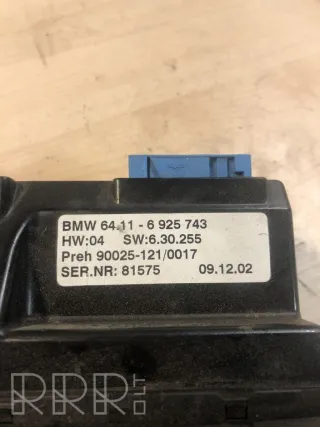 BMW 64.11 - 6 925 743
HW:04 SW:6.30.255
Preh 90025-121/0017
SER.NR: 81575 09.12.02
RRR.LT